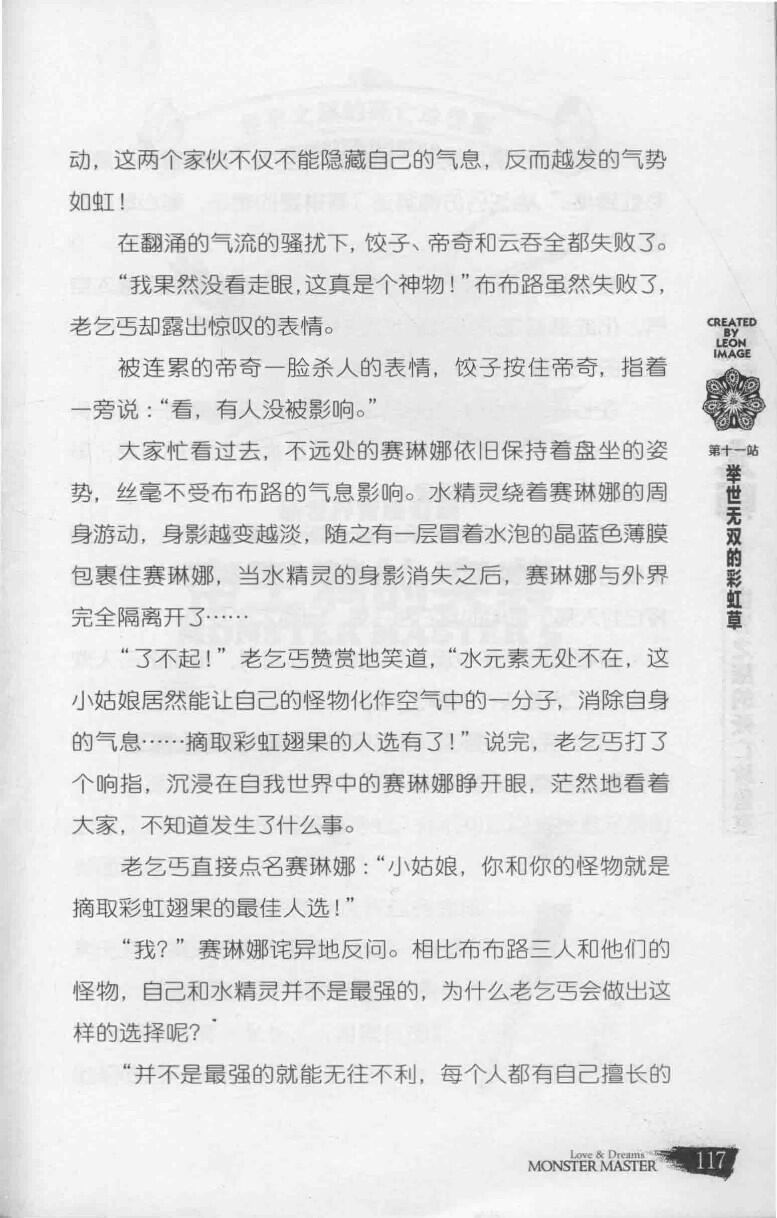 动，这两个家伙不仅不能隐藏自己的气息，反而越发的气势
如虹！
在翻涌的气流的骚扰下，饺子、帝奇和云吞全都失败了。
“我果然没看走眼，这真是个神物！”布布路虽然失败了，
老乞丐却露出惊叹的表情。
被连累的帝奇一脸杀人的表情，饺子按住帝奇，指着
一旁说：“看，有人没被影响。”
大家忙看过去，不远处的赛琳娜依旧保持着盘坐的姿
势，丝毫不受布布路的气息影响。水精灵绕着赛琳娜的周
身游动，身影越变越淡，随之有一层冒着水泡的晶蓝色薄膜
包裹住赛琳娜，当水精灵的身影消失之后，赛琳娜与外界
完全隔离开了……
“了不起！”老乞丐赞赏地笑道，“水元素无处不在，这
小姑娘居然能让自己的怪物化作空气中的一分子，消除自身
的气息……摘取彩虹翅果的人选有了！”说完，老乞丐打了
个响指，沉浸在自我世界中的赛琳娜睁开眼，茫然地看着
大家，不知道发生了什么事。
老乞丐直接点名赛琳娜：“小姑娘，你和你的怪物就是
摘取彩虹翅果的最佳人选！”
“我？”赛琳娜诧异地反问。相比布布路三人和他们的
怪物，自己和水精灵并不是最强的，为什么老乞丐会做出这
样的选择呢？
“并不是最强的就能无往不利，每个人都有自己擅长的
CREATED
BY
LEON
IMAGE
第十一站
举世无双的彩虹草
Love & Dreams
MONSTER MASTER
117